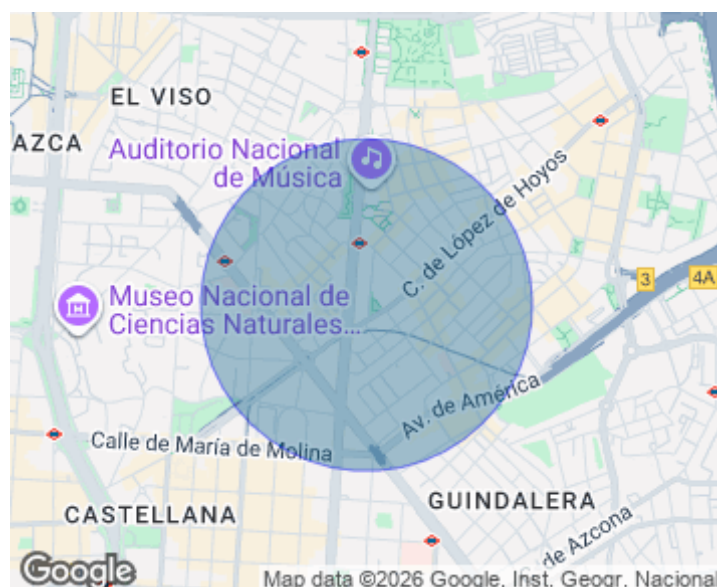 EL VISO
AZCA
Auditorio Nacional
de Música
C. de López de Hoyos
3
4A
Museo Nacional de
Ciencias Naturales...
Av. de América
Calle de María de Molina
GUINDALERA
CASTELLANA
C. de Azcona
Google
Map data ©2026 Google, Inst. Geogr. Nacional